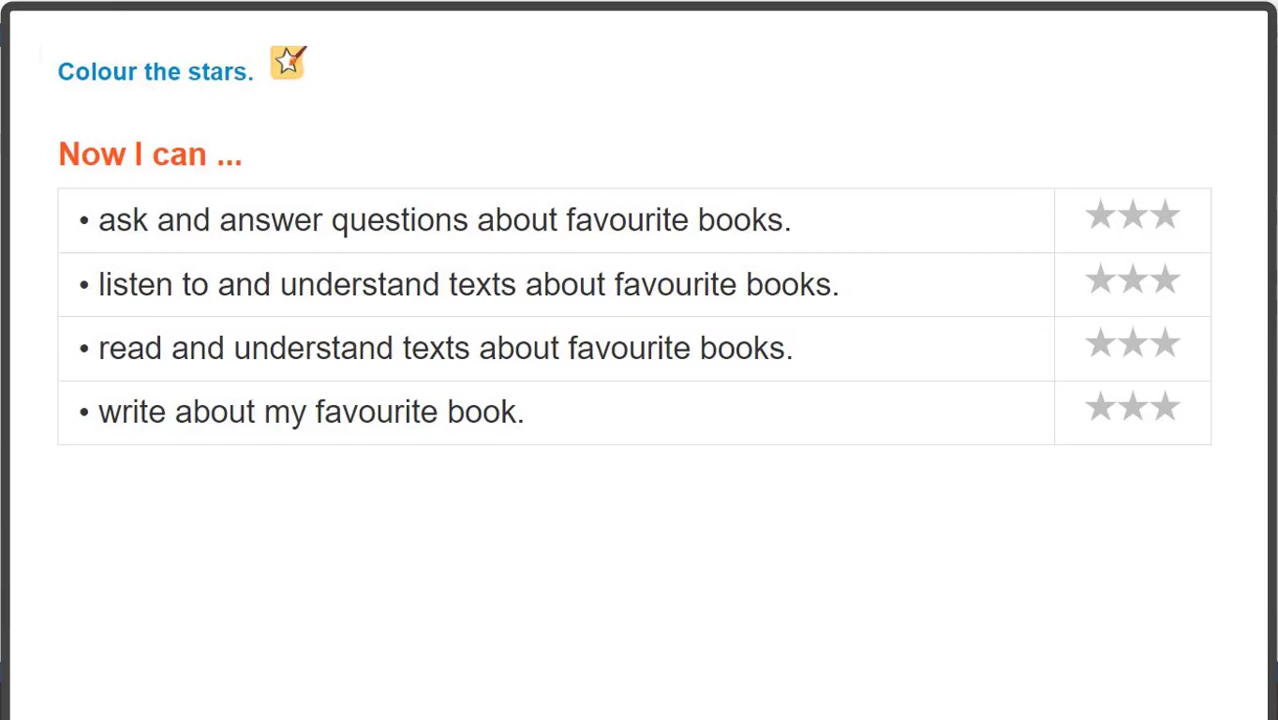 Colour the stars.
Now I can ...
• ask and answer questions about favourite books.
• listen to and understand texts about favourite books.
• read and understand texts about favourite books.
• write about my favourite book.